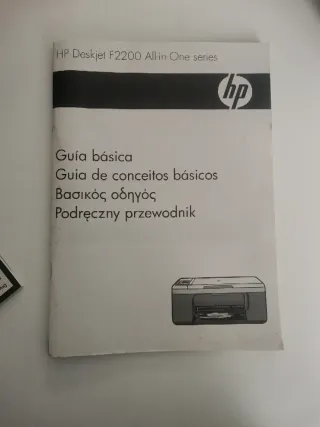 HP Deskjet F2200 All-in-One series
hp
Guía básica
Guia de conceitos básicos
Βασικός οδηγός
Podręczny przewodnik